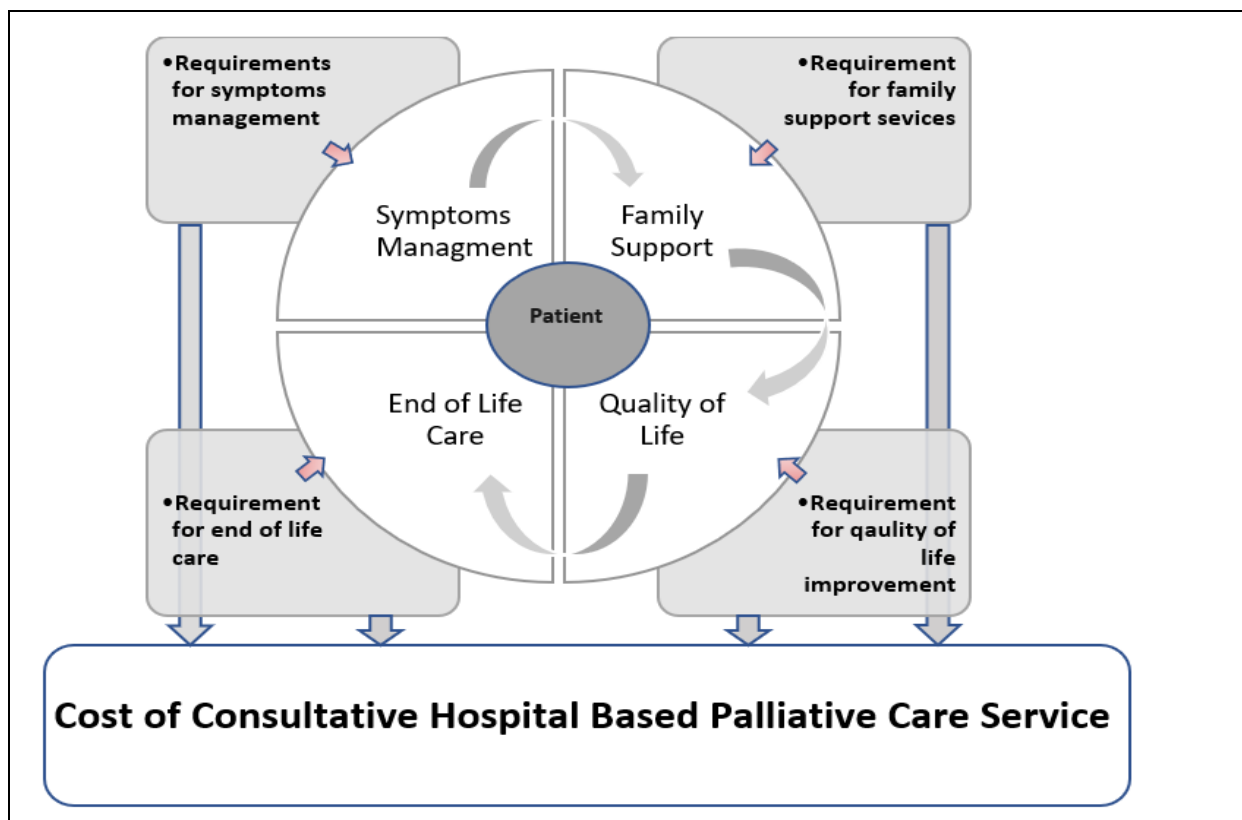 •Requirements
for symptoms
management
•Requirement
for family
support sevices
Symptoms
Managment
Family
Support
Patient
End of Life
Care
Quality of
Life
•Requirement
for end of life
care
•Requirement
for qaulity of
life
improvement
Cost of Consultative Hospital Based Palliative Care Service